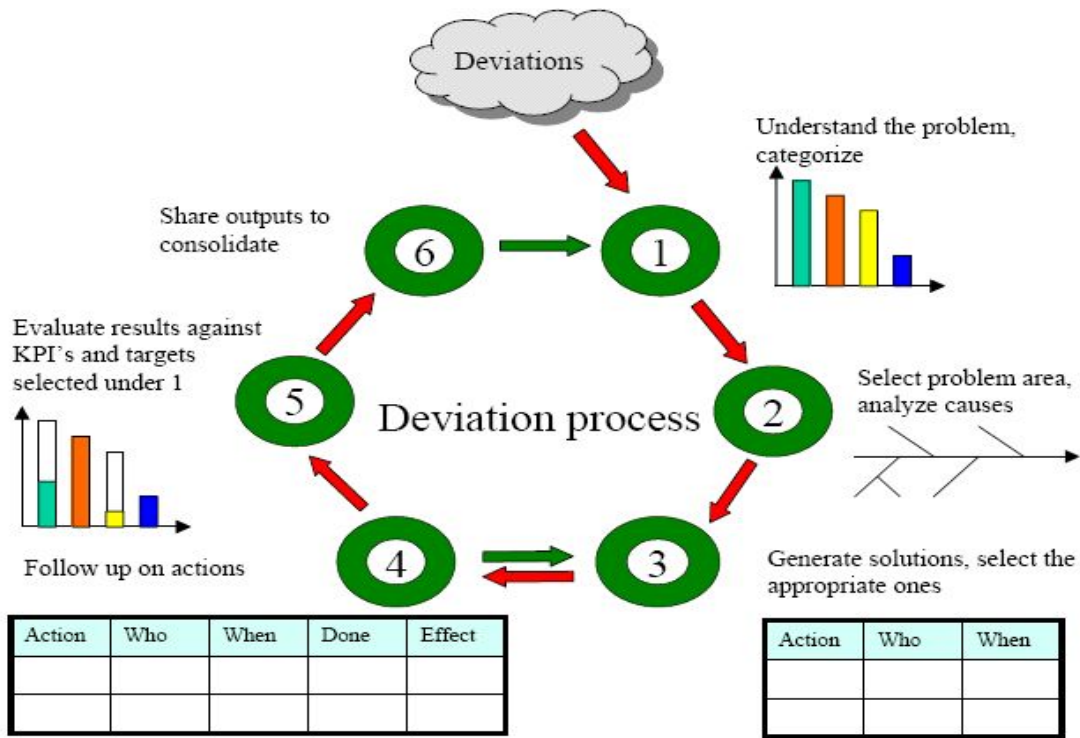 Deviations
Understand the problem,
categorize
Share outputs to
consolidate
6
1
Evaluate results against
KPI's and targets
selected under 1
5
Deviation process
2
Select problem area,
analyze causes
4
3
Follow up on actions
Generate solutions, select the
appropriate ones
Action Who When Done Effect
Action Who When